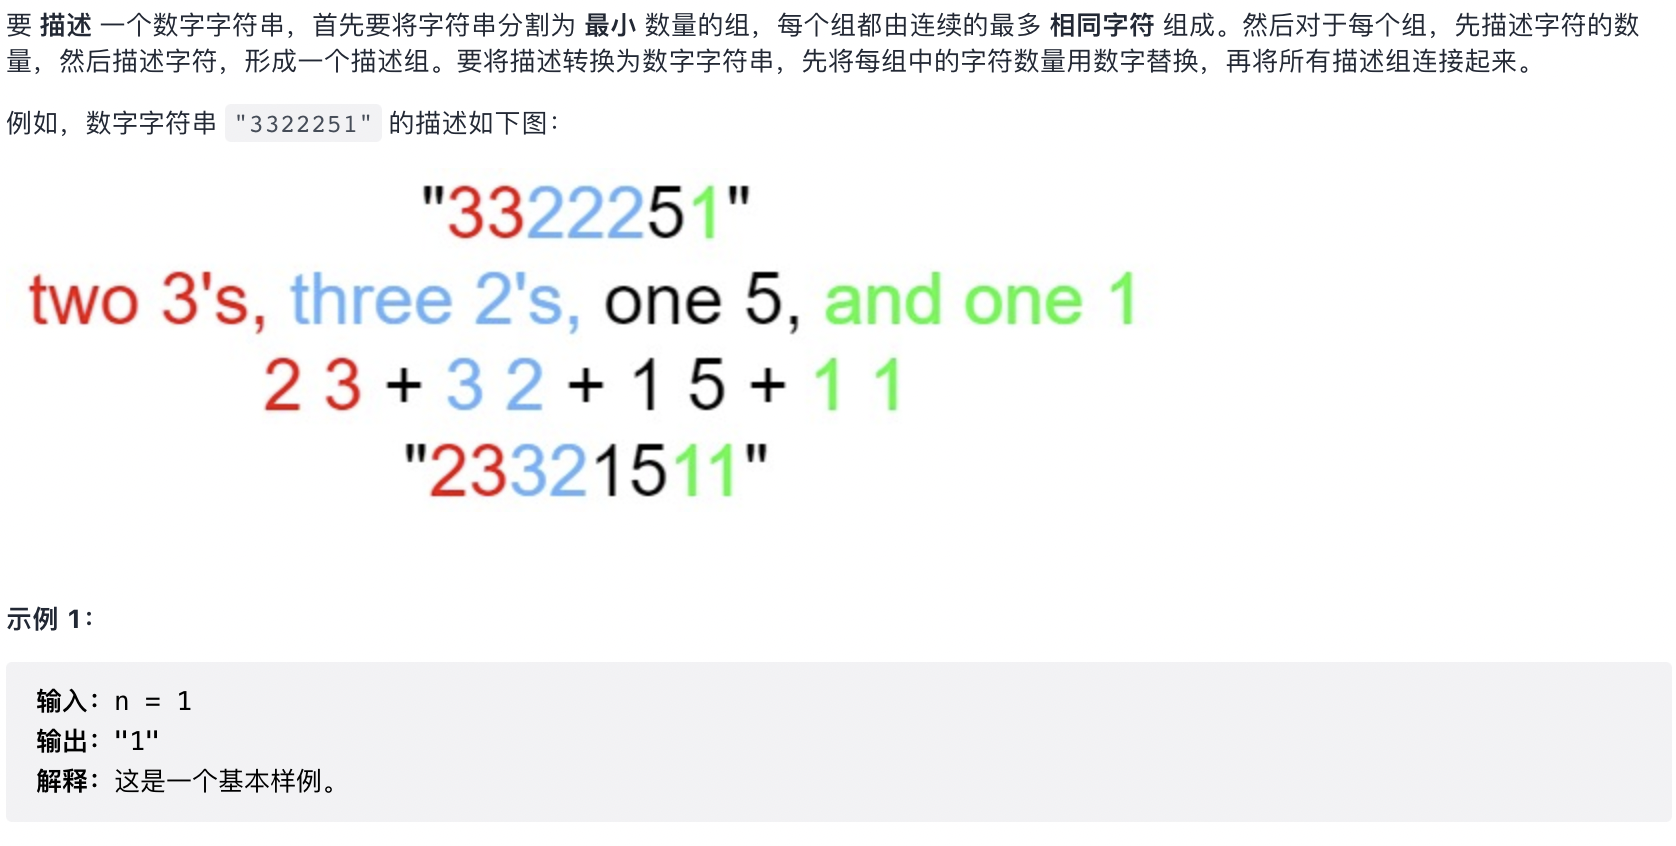 要 描述 一个数字字符串，首先要将字符串分割为 最小 数量的组，每个组都由连续的最多 相同字符 组成。然后对于每个组，先描述字符的数
量，然后描述字符，形成一个描述组。要将描述转换为数字字符串，先将每组中的字符数量用数字替换，再将所有描述组连接起来。
例如，数字字符串 "3322251" 的描述如下图：
"3322251"
two 3's, three 2's, one 5, and one 1
2 3 + 3 2 + 1 5 + 1 1
"23321511"
示例 1：
输入：n = 1
输出："1"
解释：这是一个基本样例。